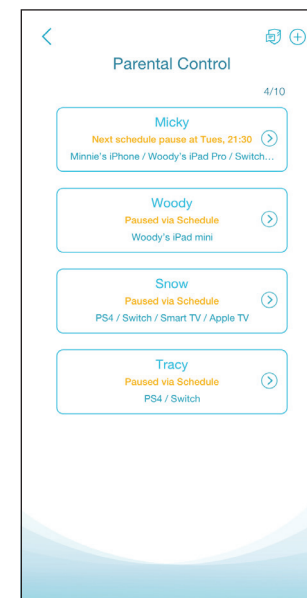 Parental Control
4/10
Micky
Next schedule pause at Tues, 21:30
Minnie's iPhone / Woody's iPad Pro / Switch…
Woody
Paused via Schedule
Woody's iPad mini
Snow
Paused via Schedule
PS4 / Switch / Smart TV / Apple TV
Tracy
Paused via Schedule
PS4 / Switch